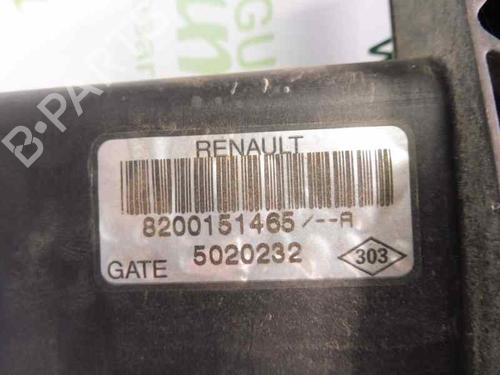 RENAULT
8200151465/--A
GATE 5020232
303
B-PARTS